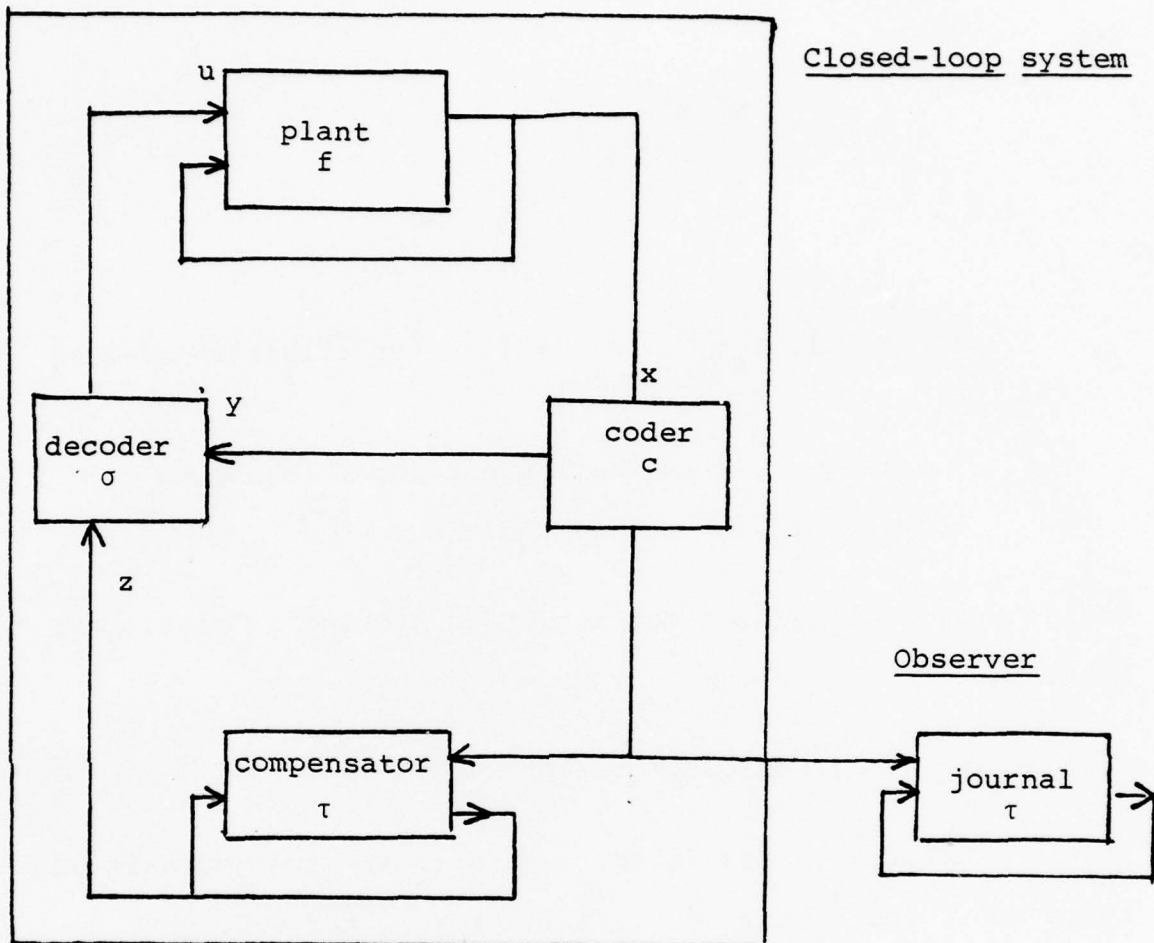 Closed-loop system
u
plant
f
x
y
decoder
σ
coder
c
z
Observer
compensator
τ
journal
τ